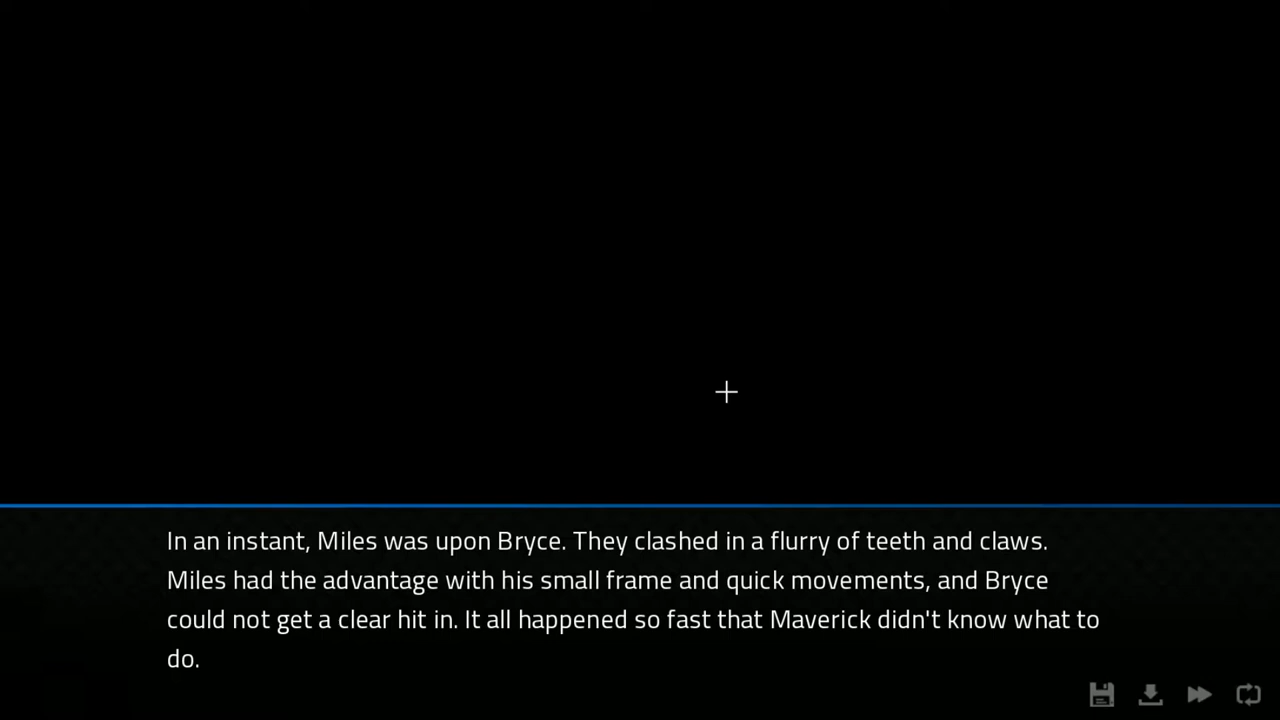 In an instant, Miles was upon Bryce. They clashed in a flurry of teeth and claws.
Miles had the advantage with his small frame and quick movements, and Bryce
could not get a clear hit in. It all happened so fast that Maverick didn't know what to
do.